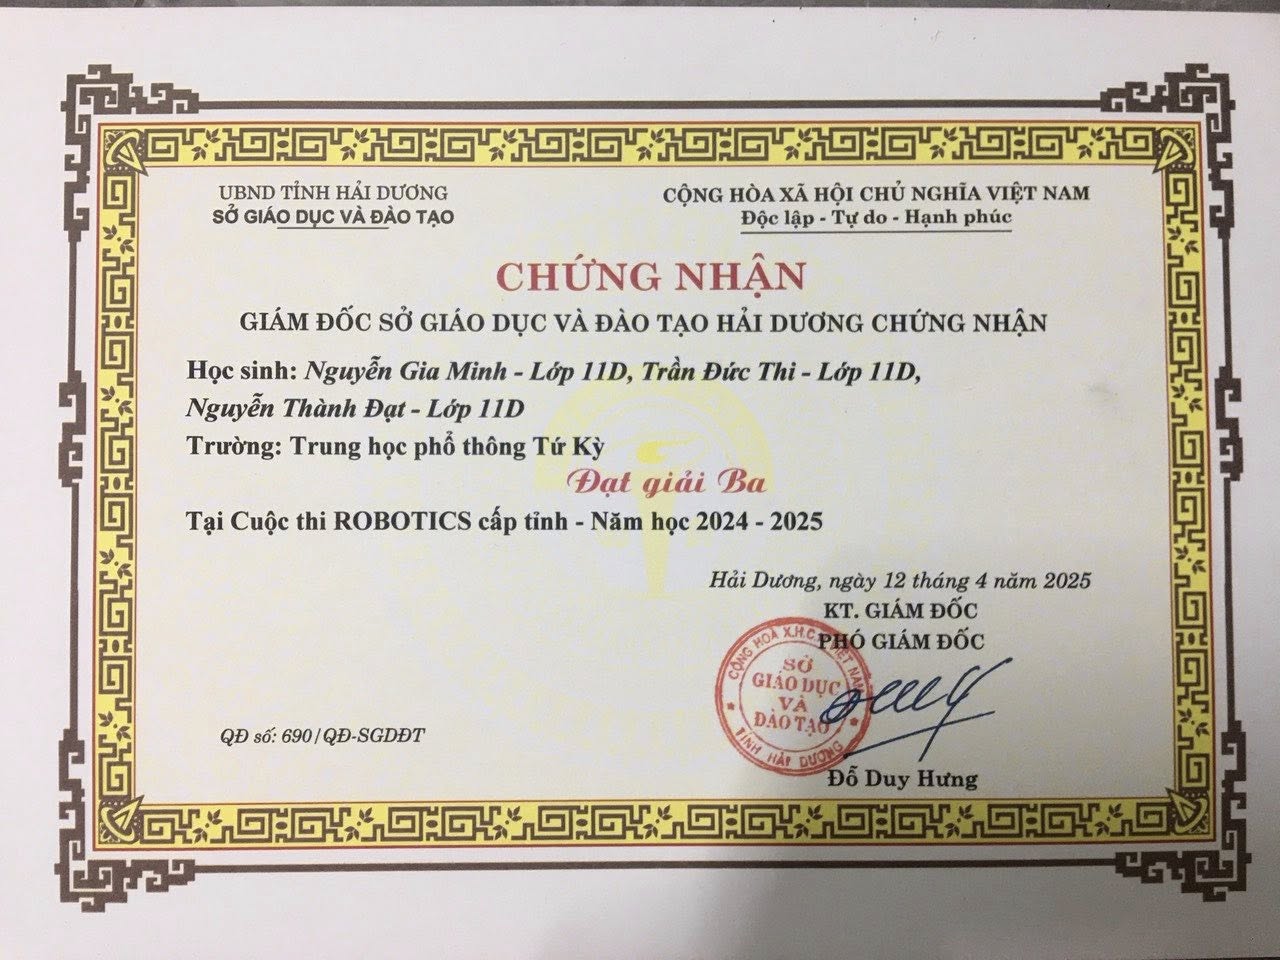 UBND TỈNH HẢI DƯƠNG
SỞ GIÁO DỤC VÀ ĐÀO TẠO
CỘNG HÒA XÃ HỘI CHỦ NGHĨA VIỆT NAM
Độc lập - Tự do - Hạnh phúc
CHỨNG NHẬN
GIÁM ĐỐC SỞ GIÁO DỤC VÀ ĐÀO TẠO HẢI DƯƠNG CHỨNG NHẬN
Học sinh: Nguyễn Gia Minh - Lớp 11D, Trần Đức Thi - Lớp 11D,
Nguyễn Thành Đạt - Lớp 11D
Trường: Trung học phổ thông Tứ Kỳ
Đạt giải Ba
Tại Cuộc thi ROBOTICS cấp tỉnh - Năm học 2024 - 2025
Hải Dương, ngày 12 tháng 4 năm 2025
KT. GIÁM ĐỐC
PHÓ GIÁM ĐỐC
CỘNG HOÀ X.H.C.N VIỆT NAM
SỞ
GIÁO DỤC
VÀ
ĐÀO TẠO
TỈNH HẢI DƯƠNG
QĐ số: 690/QĐ-SGDĐT
Đỗ Duy Hưng